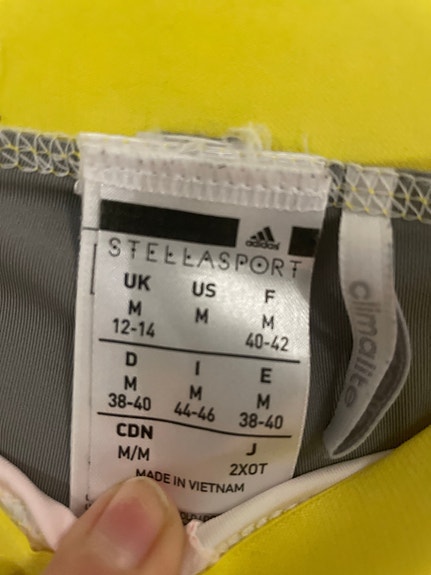 adidas
STELLASPORT
UK US F
M M M
12-14 40-42
D I E
M M M
38-40 44-46 38-40
CDN J
M/M 2XOT
MADE IN VIETNAM
climalite